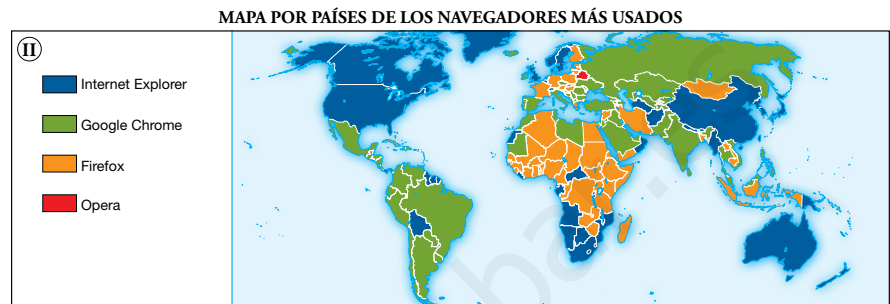 MAPA POR PAÍSES DE LOS NAVEGADORES MÁS USADOS
II
Internet Explorer
Google Chrome
Firefox
Opera